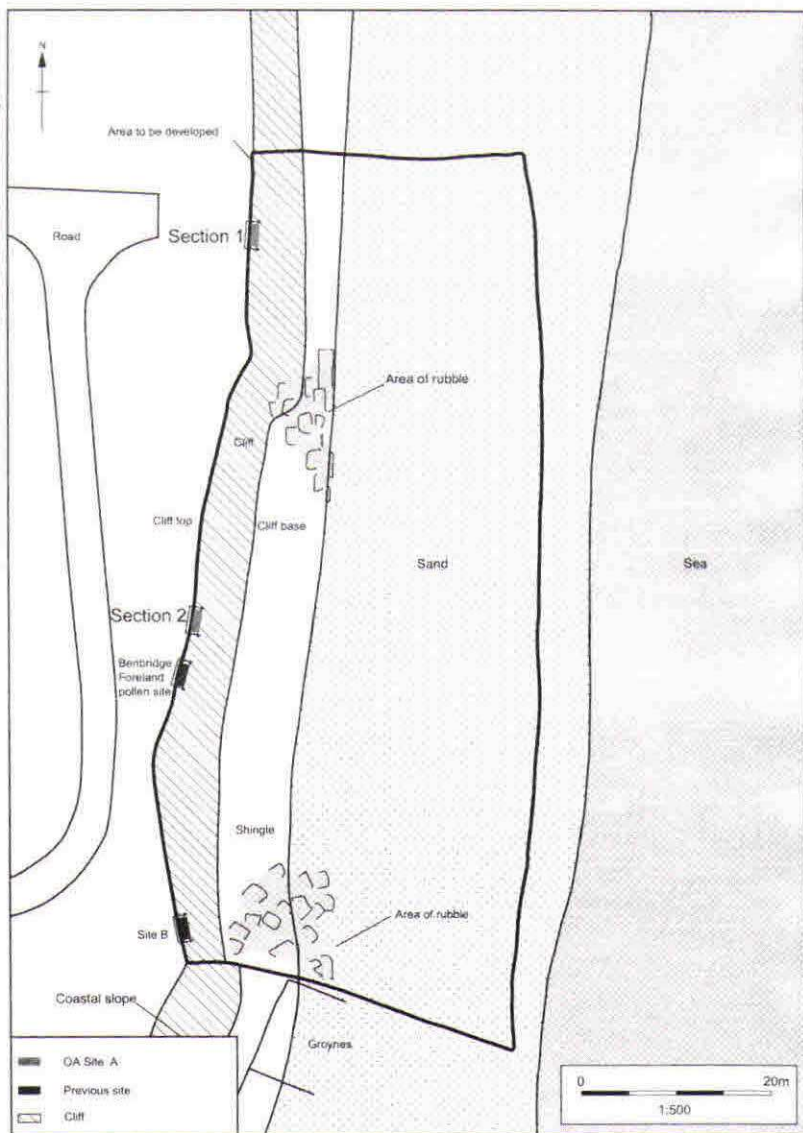 N
Area to be developed
Road
Section 1
Area of rubble
Cliff
Cliff top
Cliff base
Sand
Sea
Section 2
Benbridge
Foreland
pollen site
Shingle
Site B
Area of rubble
Coastal slope
Groynes
OA Site A
Previous site
Cliff
0 20m
1:500